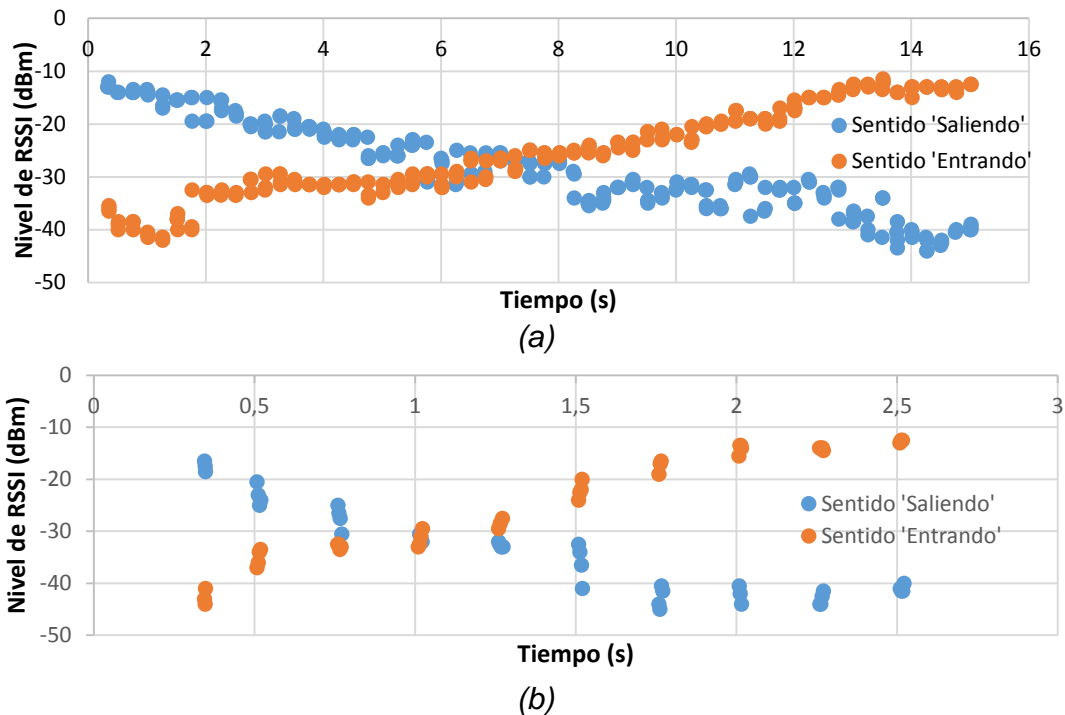 0
0 2 4 6 8 10 12 14 16
-10
-20
-30
-40
-50
Nivel de RSSI (dBm)
Sentido 'Saliendo'
Sentido 'Entrando'
Tiempo (s)
(a)
0
0 0,5 1 1,5 2 2,5 3
-10
-20
-30
-40
-50
Nivel de RSSI (dBm)
Sentido 'Saliendo'
Sentido 'Entrando'
Tiempo (s)
(b)